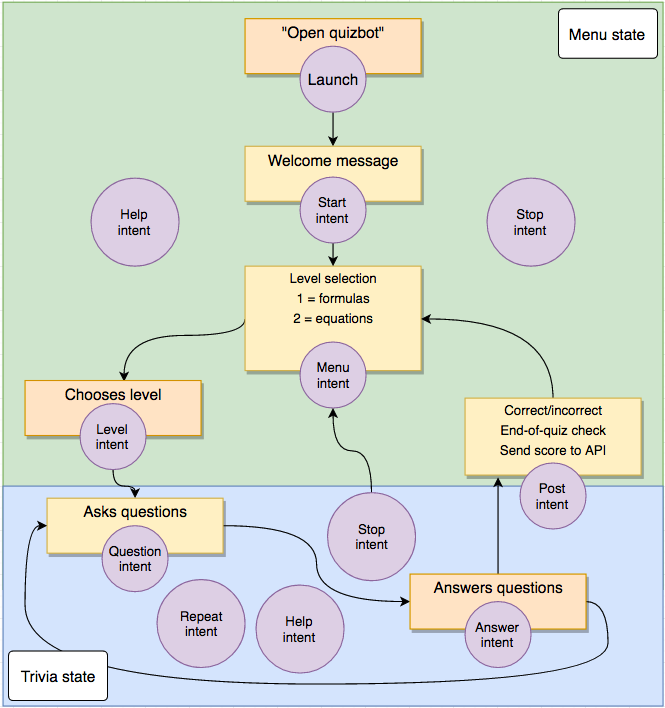 "Open quizbot"
Menu state
Launch
Welcome message
Help
intent
Start
intent
Stop
intent
Level selection
1 = formulas
2 = equations
Menu
intent
Chooses level
Level
intent
Correct/incorrect
End-of-quiz check
Send score to API
Post
intent
Asks questions
Question
intent
Stop
intent
Answers questions
Answer
intent
Repeat
intent
Help
intent
Trivia state